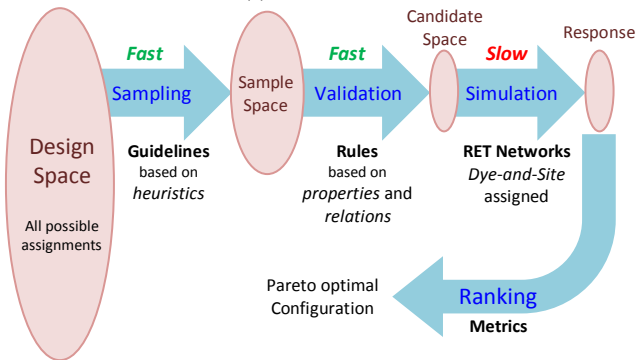 Fast
Fast
Candidate
Space
Slow
Response
Sampling
Sample
Space
Validation
Simulation
Design
Space
All possible
assignments
Guidelines
based on
heuristics
Rules
based on
properties and
relations
RET Networks
Dye-and-Site
assigned
Pareto optimal
Configuration
Ranking
Metrics